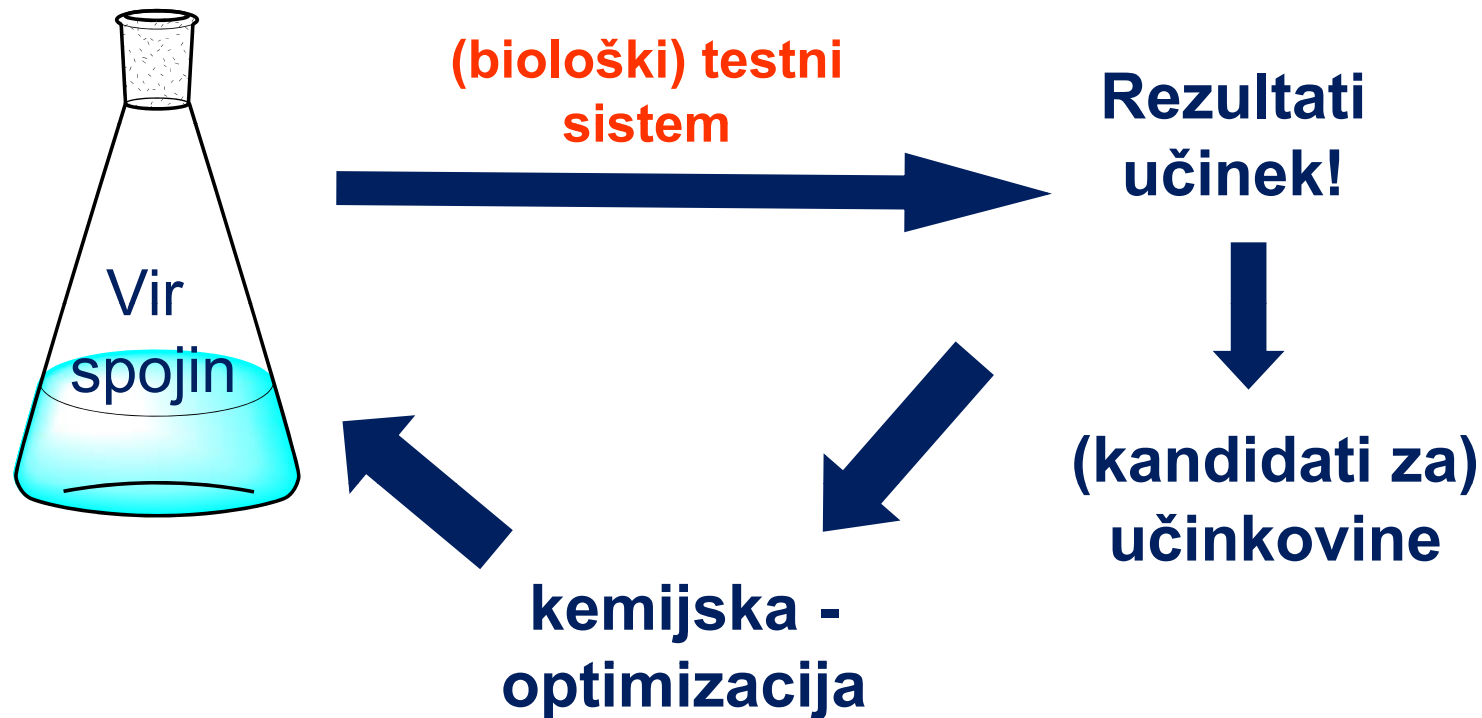 (biološki) testni
sistem
Rezultati
učinek!
Vir
spojin
(kandidati za)
učinkovine
kemijska -
optimizacija